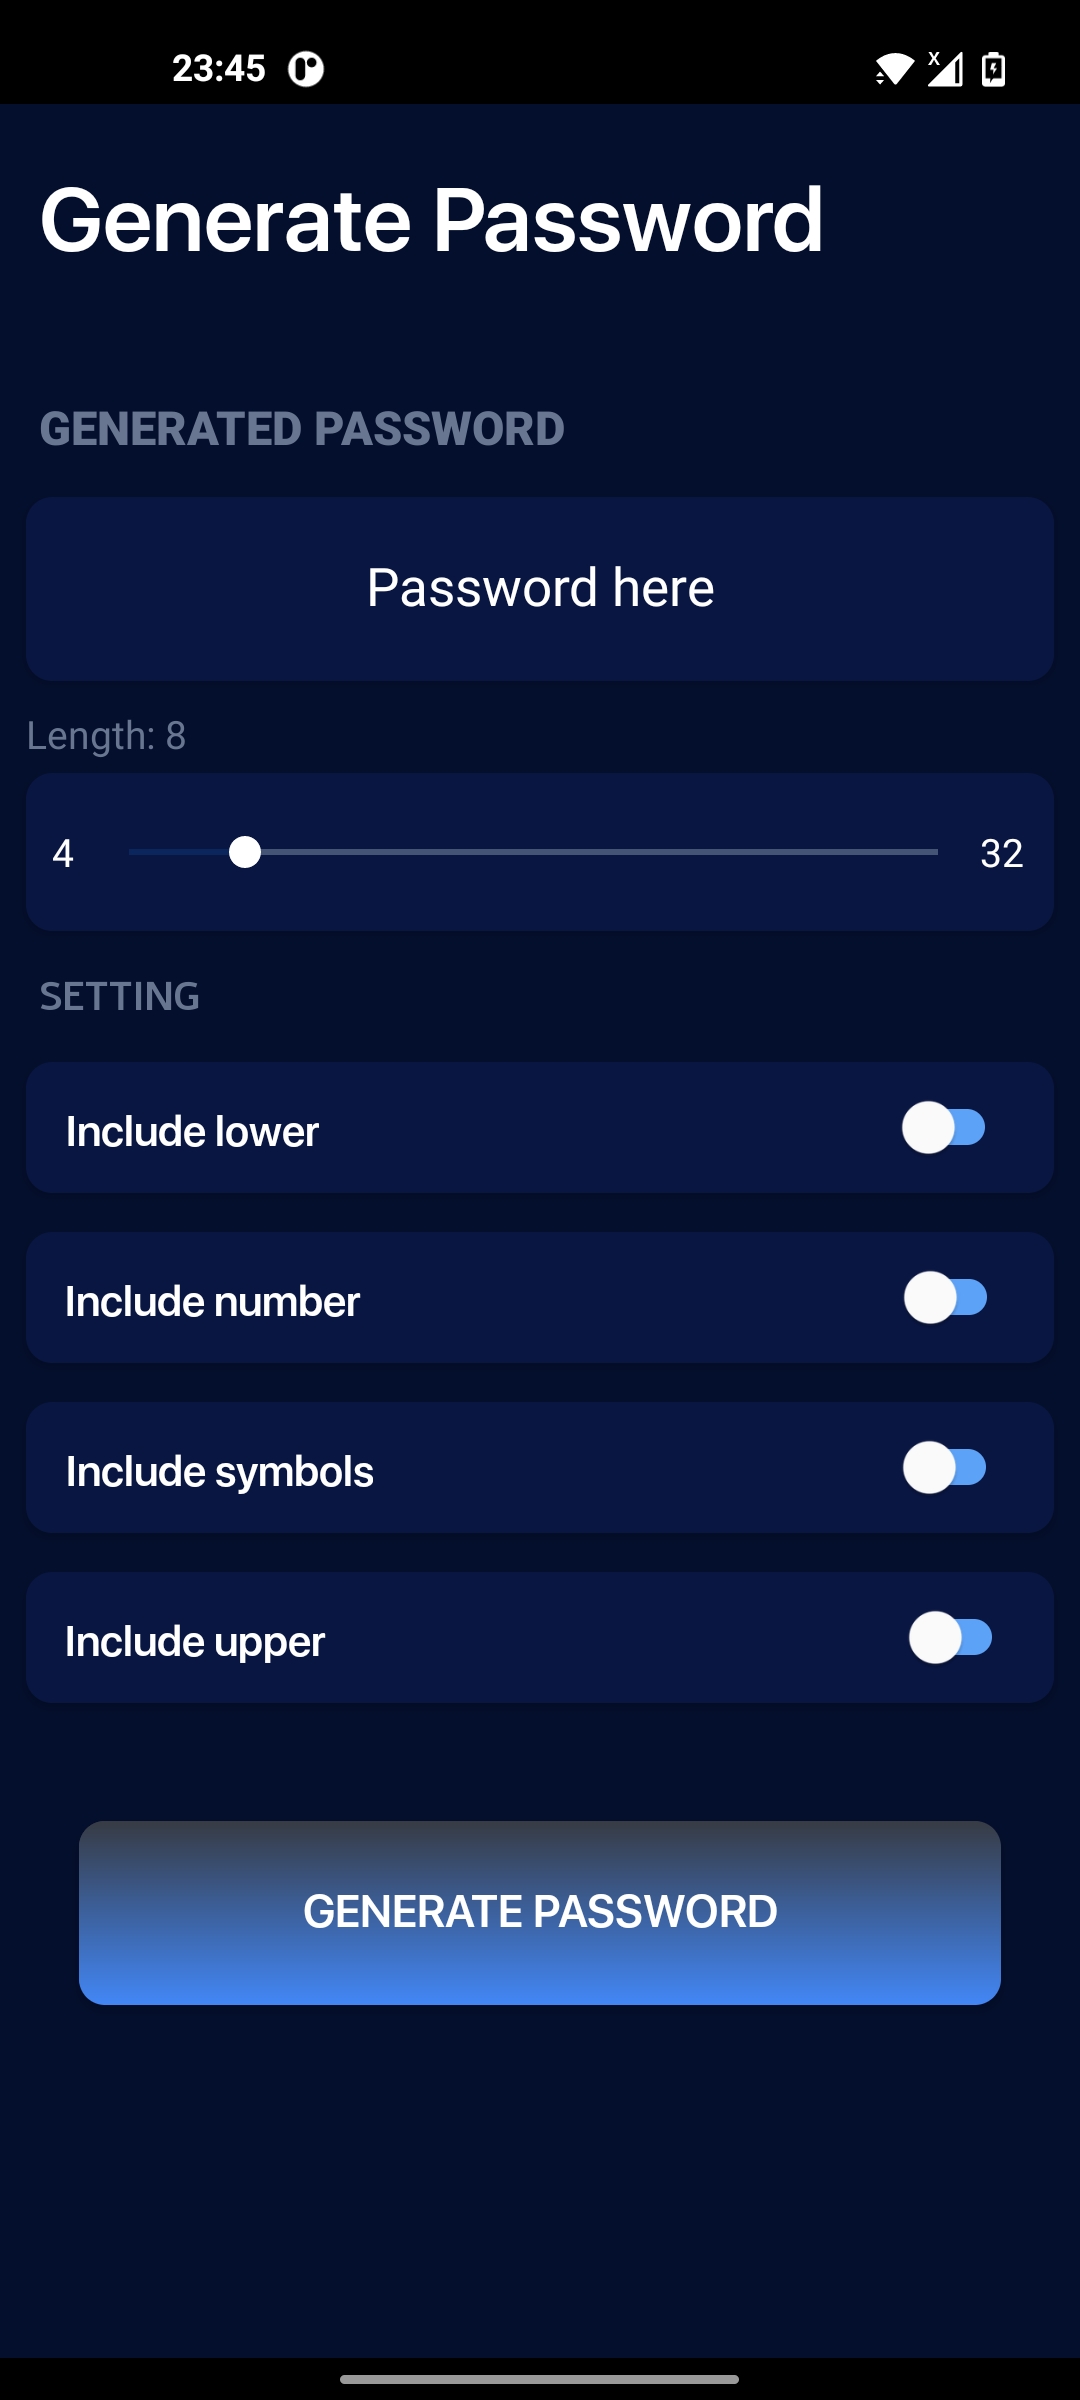 23:45
Generate Password
GENERATED PASSWORD
Password here
Length: 8
4 32
SETTING
Include lower
Include number
Include symbols
Include upper
GENERATE PASSWORD